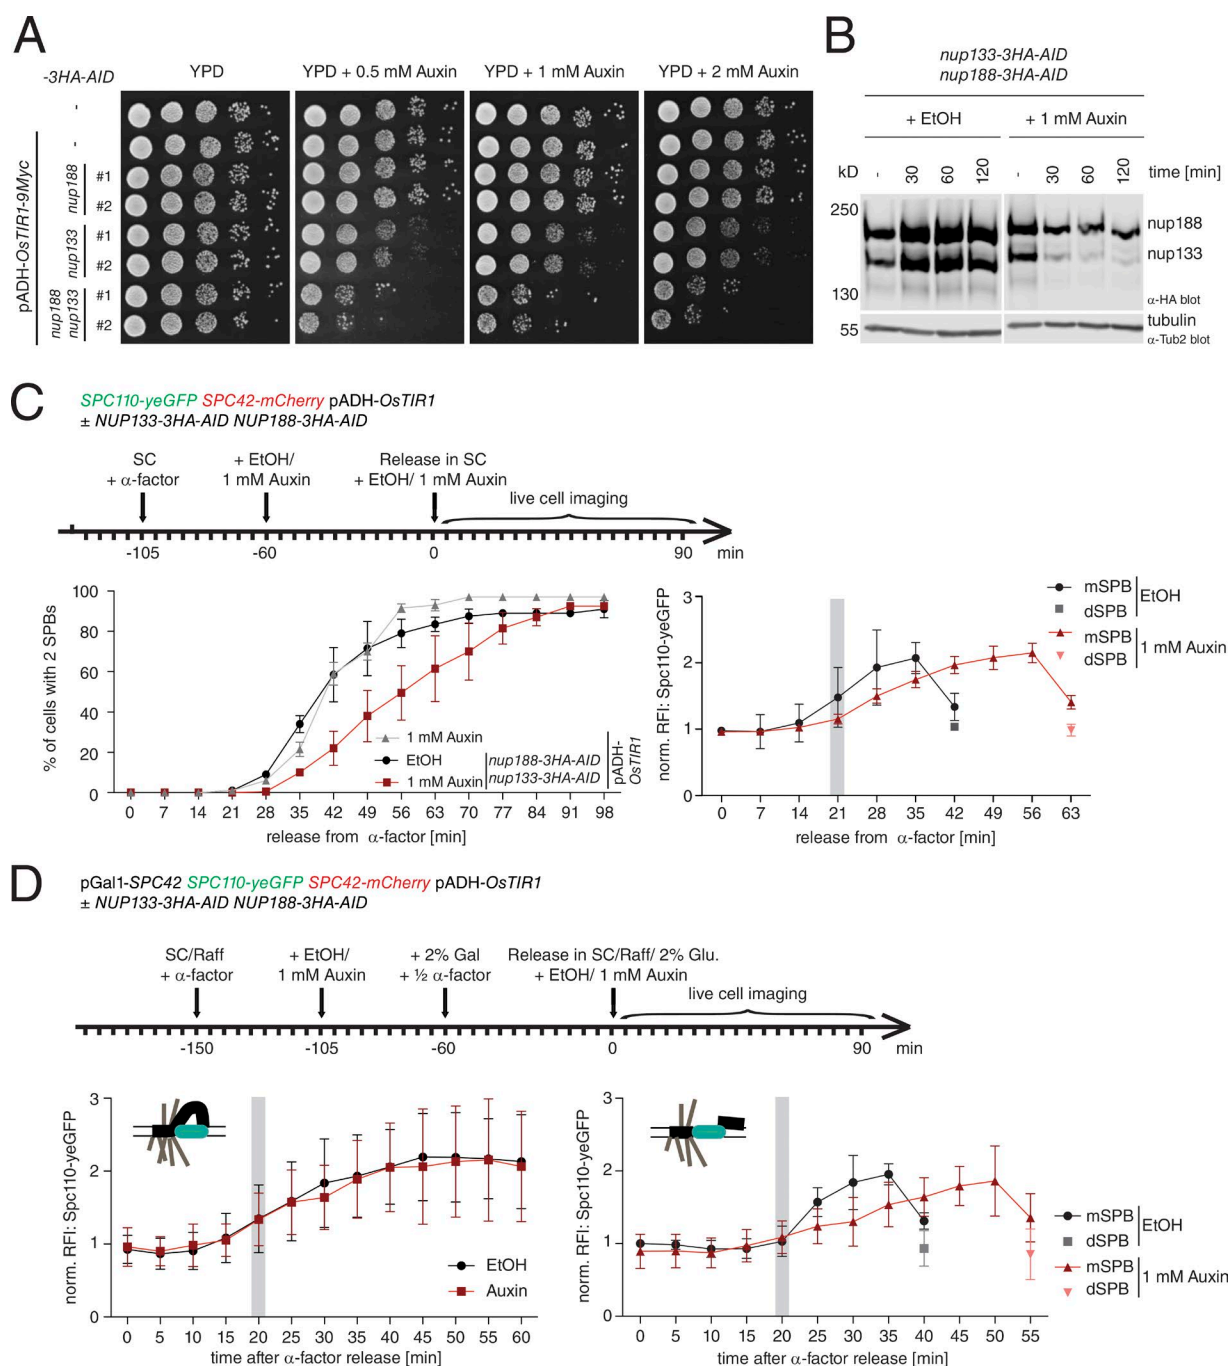 A
-3HA-AID
YPD
YPD + 0.5 mM Auxin
YPD + 1 mM Auxin
YPD + 2 mM Auxin
-
-
pADH-OsTIR1-9Myc
nup188
#1
#2
nup133
#1
#2
nup188
nup133
#1
#2
B
nup133-3HA-AID
nup188-3HA-AID
+ EtOH
+ 1 mM Auxin
kD
- 30 60 120
- 30 60 120
time [min]
250
130
55
nup188
nup133
α-HA blot
tubulin
α-Tub2 blot
C
SPC110-yeGFP SPC42-mCherry pADH-OsTIR1
± NUP133-3HA-AID NUP188-3HA-AID
SC
+ α-factor
+ EtOH/
1 mM Auxin
Release in SC
+ EtOH/ 1 mM Auxin
live cell imaging
-105
-60
0
90
min
% of cells with 2 SPBs
100
80
60
40
20
0
0 7 14 21 28 35 42 49 56 63 70 77 84 91 98
release from α-factor [min]
1 mM Auxin
EtOH
1 mM Auxin
nup188-3HA-AID
nup133-3HA-AID
pADH-
OsTIR1
norm. RFI: Spc110-yeGFP
3
2
1
0
0 7 14 21 28 35 42 49 56 63
release from α-factor [min]
mSPB
dSPB
EtOH
mSPB
dSPB
1 mM Auxin
D
pGal1-SPC42 SPC110-yeGFP SPC42-mCherry pADH-OsTIR1
± NUP133-3HA-AID NUP188-3HA-AID
SC/Raff
+ α-factor
+ EtOH/
1 mM Auxin
+ 2% Gal
+ ½ α-factor
Release in SC/Raff/ 2% Glu.
+ EtOH/ 1 mM Auxin
live cell imaging
-150
-105
-60
0
90
min
norm. RFI: Spc110-yeGFP
3
2
1
0
0 5 10 15 20 25 30 35 40 45 50 55 60
time after α-factor release [min]
EtOH
Auxin
norm. RFI: Spc110-yeGFP
3
2
1
0
0 5 10 15 20 25 30 35 40 45 50 55
time after α-factor release [min]
mSPB
dSPB
EtOH
mSPB
dSPB
1 mM Auxin